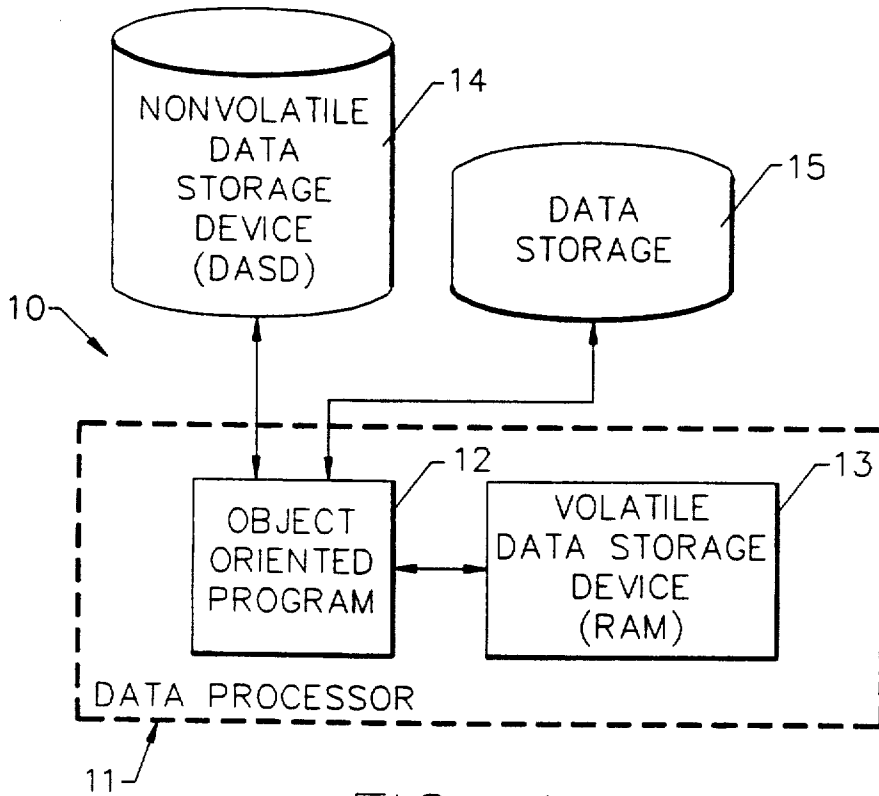 NONVOLATILE
DATA
STORAGE
DEVICE
(DASD)
14
DATA
STORAGE
15
10
OBJECT
ORIENTED
PROGRAM
12
VOLATILE
DATA STORAGE
DEVICE
(RAM)
13
DATA PROCESSOR
11